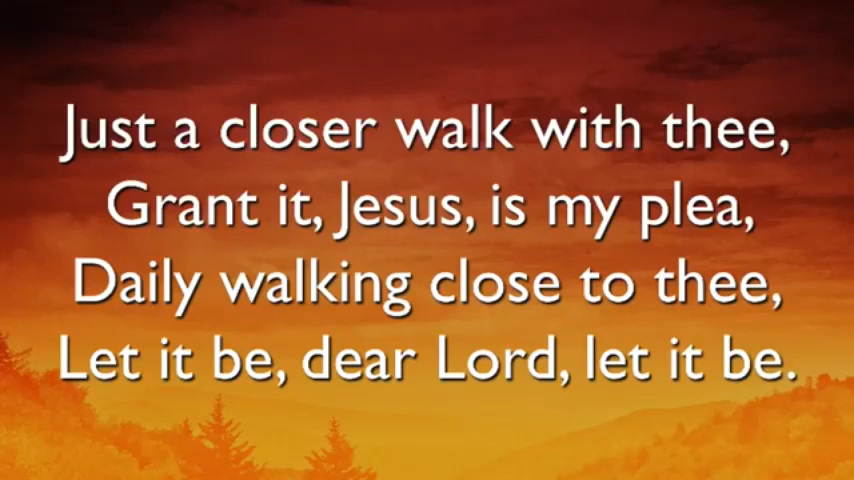 Just a closer walk with thee,
Grant it, Jesus, is my plea,
Daily walking close to thee,
Let it be, dear Lord, let it be.